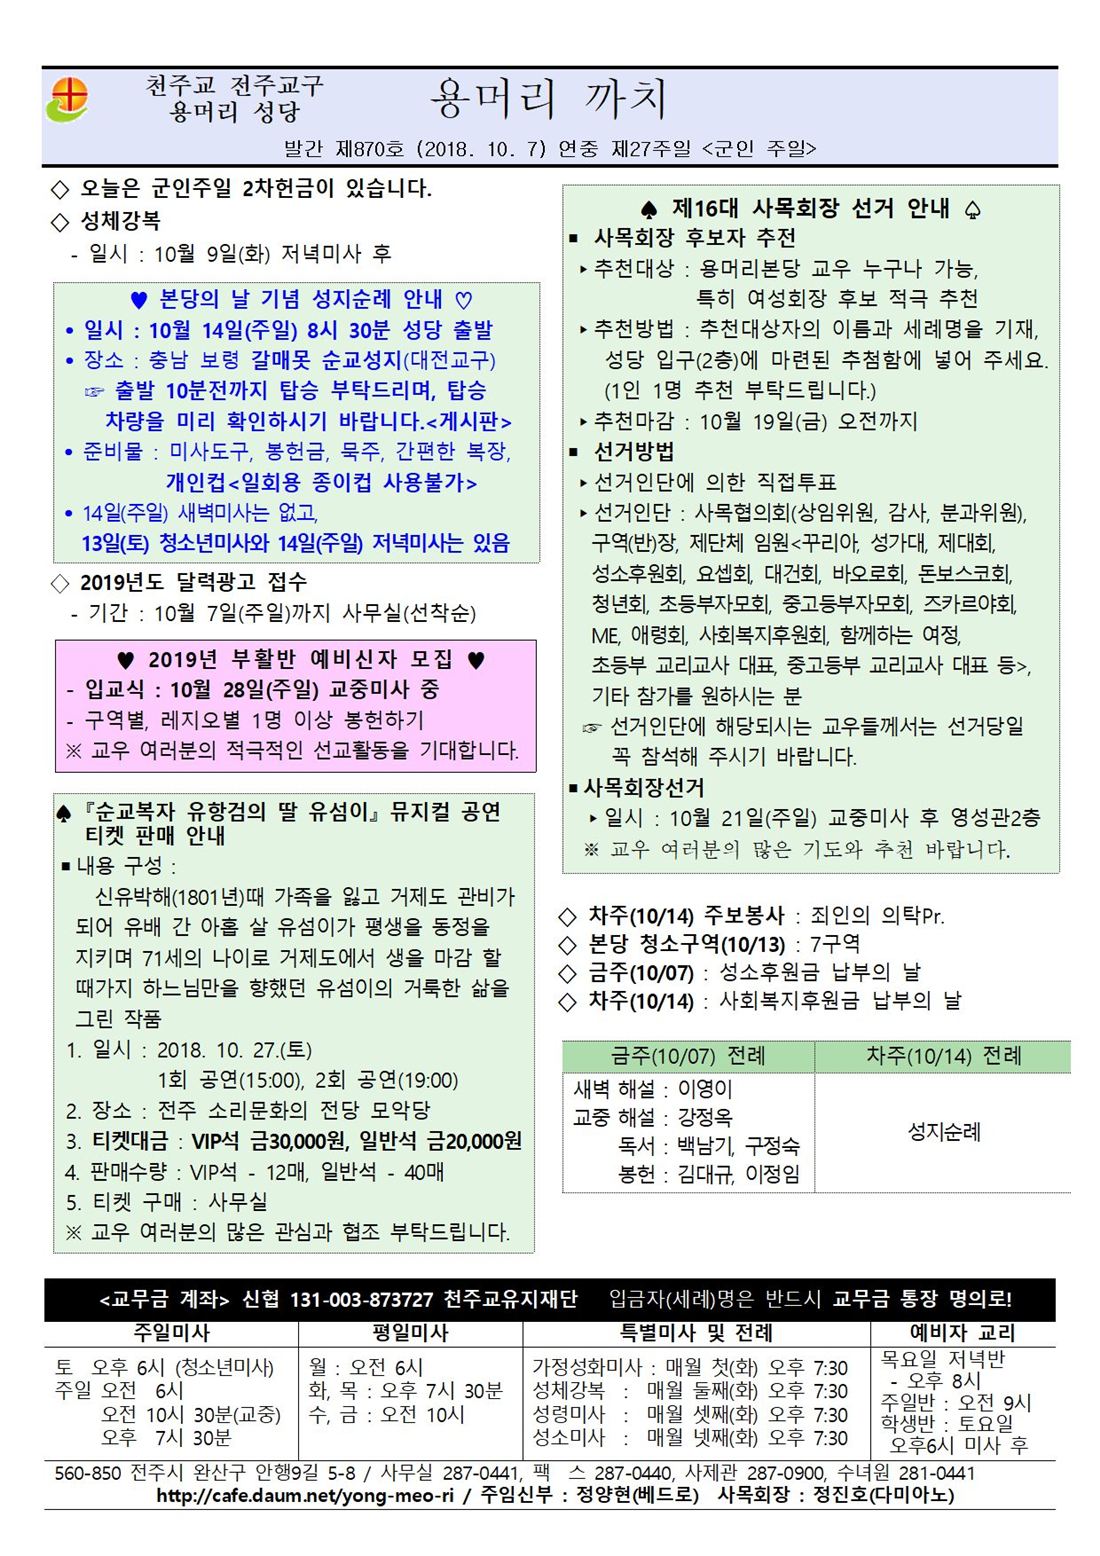 천주교 전주교구
용머리 성당
용머리 까치
발간 제870호 (2018. 10. 7) 연중 제27주일 <군인 주일>
◇ 오늘은 군인주일 2차헌금이 있습니다.
◇ 성체강복
- 일시 : 10월 9일(화) 저녁미사 후
♥ 본당의 날 기념 성지순례 안내 ♡
• 일시 : 10월 14일(주일) 8시 30분 성당 출발
• 장소 : 충남 보령 갈매못 순교성지(대전교구)
☞ 출발 10분전까지 탑승 부탁드리며, 탑승
차량을 미리 확인하시기 바랍니다.<게시판>
• 준비물 : 미사도구, 봉헌금, 묵주, 간편한 복장,
개인컵<일회용 종이컵 사용불가>
• 14일(주일) 새벽미사는 없고,
13일(토) 청소년미사와 14일(주일) 저녁미사는 있음
◇ 2019년도 달력광고 접수
- 기간 : 10월 7일(주일)까지 사무실(선착순)
♥ 2019년 부활반 예비신자 모집 ♥
- 입교식 : 10월 28일(주일) 교중미사 중
- 구역별, 레지오별 1명 이상 봉헌하기
※ 교우 여러분의 적극적인 선교활동을 기대합니다.
♠ 『순교복자 유항검의 딸 유섬이』 뮤지컬 공연
티켓 판매 안내
■ 내용 구성 :
신유박해(1801년)때 가족을 잃고 거제도 관비가
되어 유배 간 아홉 살 유섬이가 평생을 동정을
지키며 71세의 나이로 거제도에서 생을 마감 할
때가지 하느님만을 향했던 유섬이의 거룩한 삶을
그린 작품
1. 일시 : 2018. 10. 27.(토)
1회 공연(15:00), 2회 공연(19:00)
2. 장소 : 전주 소리문화의 전당 모악당
3. 티켓대금 : VIP석 금30,000원, 일반석 금20,000원
4. 판매수량 : VIP석 - 12매, 일반석 - 40매
5. 티켓 구매 : 사무실
※ 교우 여러분의 많은 관심과 협조 부탁드립니다.
♠ 제16대 사목회장 선거 안내 ♤
■ 사목회장 후보자 추전
▸추천대상 : 용머리본당 교우 누구나 가능,
특히 여성회장 후보 적극 추천
▸추천방법 : 추천대상자의 이름과 세례명을 기재,
성당 입구(2층)에 마련된 추첨함에 넣어 주세요.
(1인 1명 추천 부탁드립니다.)
▸추천마감 : 10월 19일(금) 오전까지
■ 선거방법
▸선거인단에 의한 직접투표
▸선거인단 : 사목협의회(상임위원, 감사, 분과위원),
구역(반)장, 제단체 임원<꾸리아, 성가대, 제대회,
성소후원회, 요셉회, 대건회, 바오로회, 돈보스코회,
청년회, 초등부자모회, 중고등부자모회, 즈카르야회,
ME, 애령회, 사회복지후원회, 함께하는 여정,
초등부 교리교사 대표, 중고등부 교리교사 대표 등>,
기타 참가를 원하시는 분
☞ 선거인단에 해당되시는 교우들께서는 선거당일
꼭 참석해 주시기 바랍니다.
■ 사목회장선거
▸일시 : 10월 21일(주일) 교중미사 후 영성관2층
※ 교우 여러분의 많은 기도와 추천 바랍니다.
◇ 차주(10/14) 주보봉사 : 죄인의 의탁Pr.
◇ 본당 청소구역(10/13) : 7구역
◇ 금주(10/07) : 성소후원금 납부의 날
◇ 차주(10/14) : 사회복지후원금 납부의 날
금주(10/07) 전례 차주(10/14) 전례
새벽 해설 : 이영이
교중 해설 : 강정옥
독서 : 백남기, 구정숙
봉헌 : 김대규, 이정임
성지순례
<교무금 계좌> 신협 131-003-873727 천주교유지재단 입금자(세례)명은 반드시 교무금 통장 명의로!
주일미사
토 오후 6시 (청소년미사)
주일 오전 6시
오전 10시 30분(교중)
오후 7시 30분
평일미사
월 : 오전 6시
화, 목 : 오후 7시 30분
수, 금 : 오전 10시
특별미사 및 전례
가정성화미사 : 매월 첫(화) 오후 7:30
성체강복 : 매월 둘째(화) 오후 7:30
성령미사 : 매월 셋째(화) 오후 7:30
성소미사 : 매월 넷째(화) 오후 7:30
예비자 교리
목요일 저녁반
- 오후 8시
주일반 : 오전 9시
학생반 : 토요일
오후6시 미사 후
560-850 전주시 완산구 안행9길 5-8 / 사무실 287-0441, 팩 스 287-0440, 사제관 287-0900, 수녀원 281-0441
http://cafe.daum.net/yong-meo-ri / 주임신부 : 정양현(베드로) 사목회장 : 정진호(다미아노)